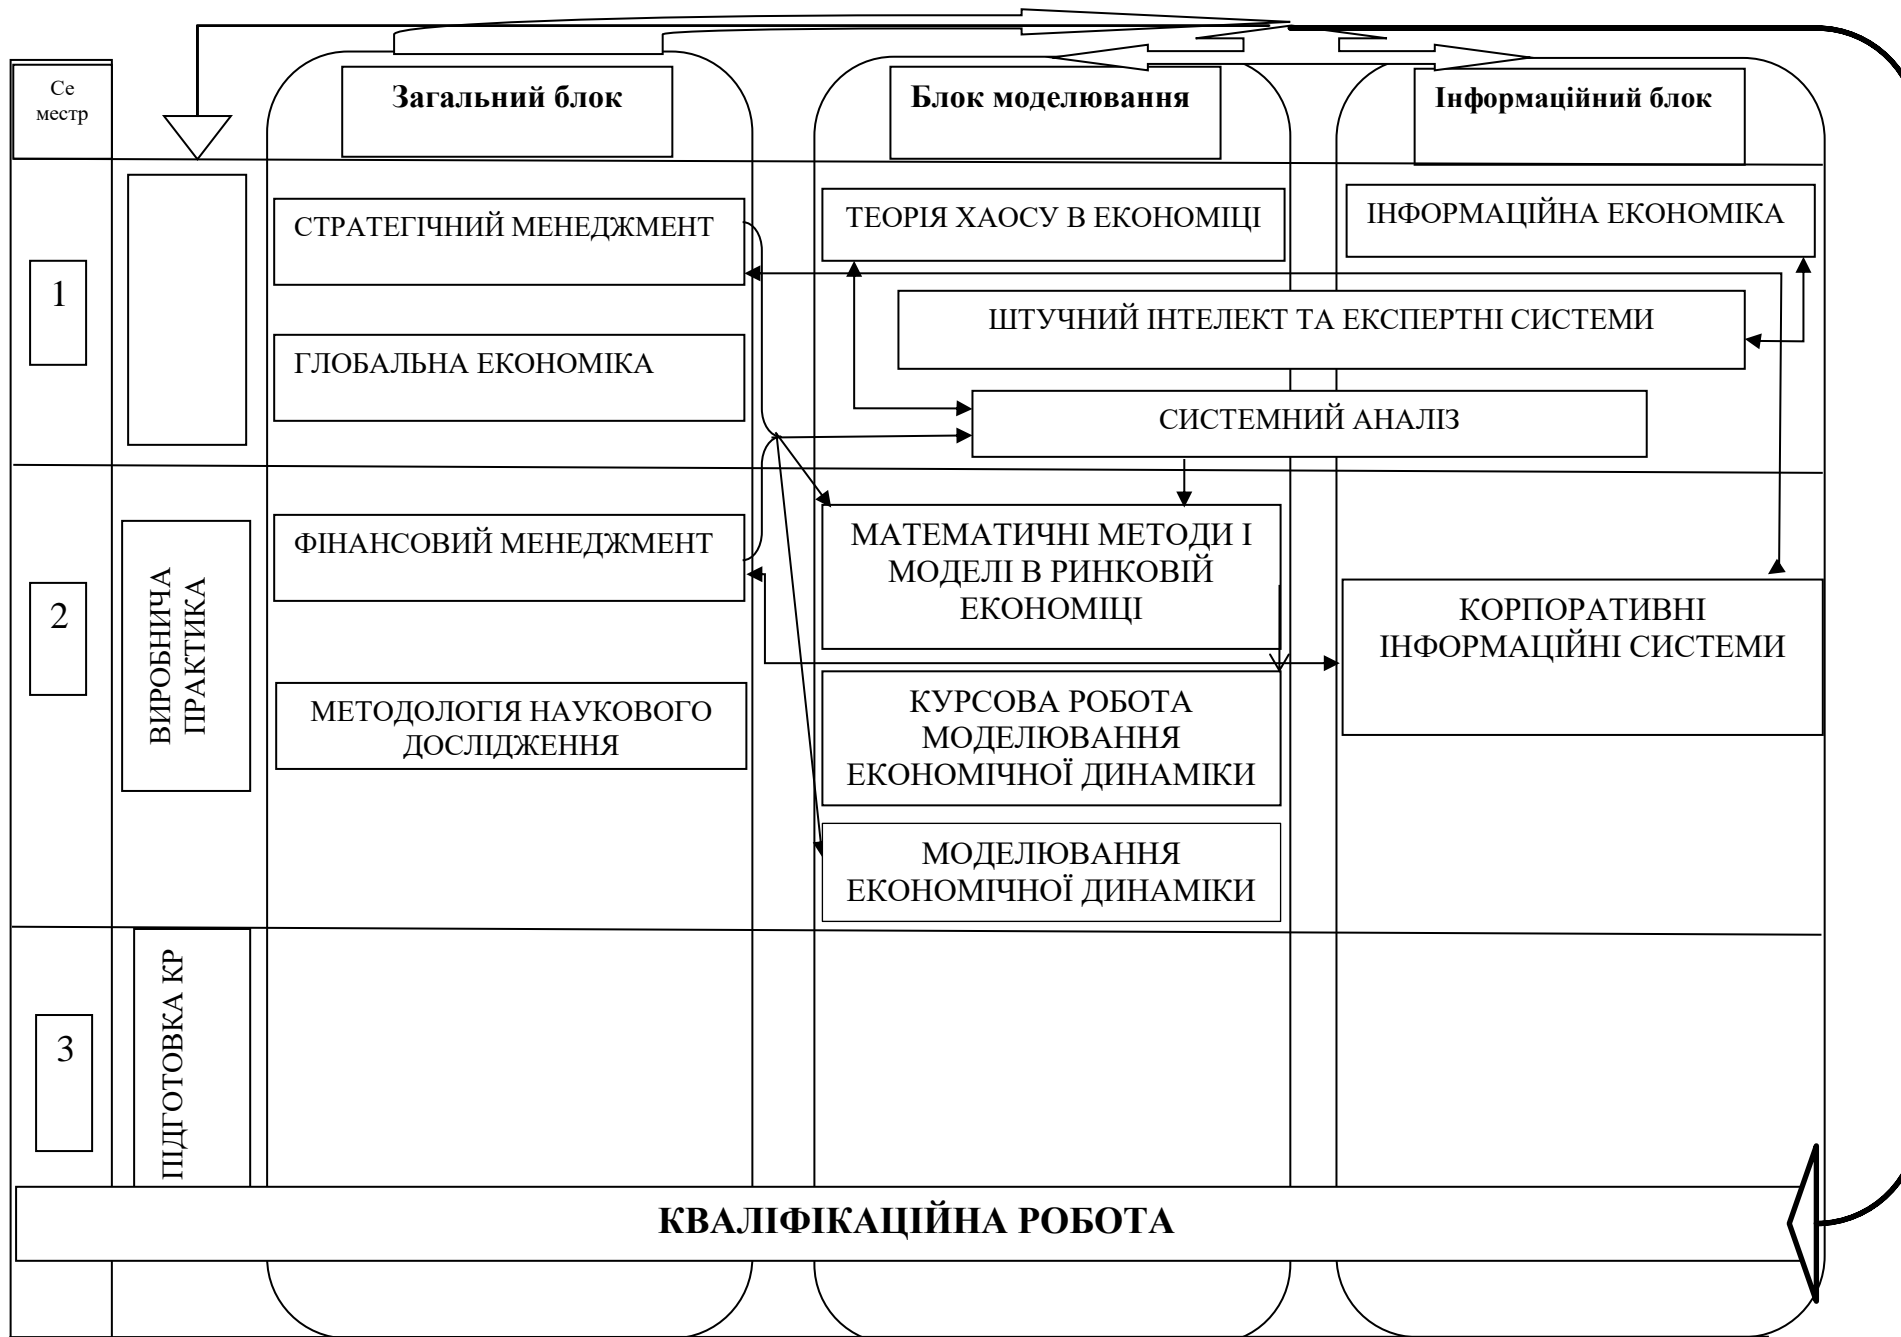 Се
местр
Загальний блок
Блок моделювання
Інформаційний блок
1
СТРАТЕГІЧНИЙ МЕНЕДЖМЕНТ
ТЕОРІЯ ХАОСУ В ЕКОНОМІЦІ
ІНФОРМАЦІЙНА ЕКОНОМІКА
ШТУЧНИЙ ІНТЕЛЕКТ ТА ЕКСПЕРТНІ СИСТЕМИ
ГЛОБАЛЬНА ЕКОНОМІКА
СИСТЕМНИЙ АНАЛІЗ
2
ВИРОБНИЧА
ПРАКТИКА
ФІНАНСОВИЙ МЕНЕДЖМЕНТ
МЕТОДОЛОГІЯ НАУКОВОГО
ДОСЛІДЖЕННЯ
МАТЕМАТИЧНІ МЕТОДИ І
МОДЕЛІ В РИНКОВІЙ
ЕКОНОМІЦІ
КУРСОВА РОБОТА
МОДЕЛЮВАННЯ
ЕКОНОМІЧНОЇ ДИНАМІКИ
МОДЕЛЮВАННЯ
ЕКОНОМІЧНОЇ ДИНАМІКИ
КОРПОРАТИВНІ
ІНФОРМАЦІЙНІ СИСТЕМИ
3
ПІДГОТОВКА КР
КВАЛІФІКАЦІЙНА РОБОТА